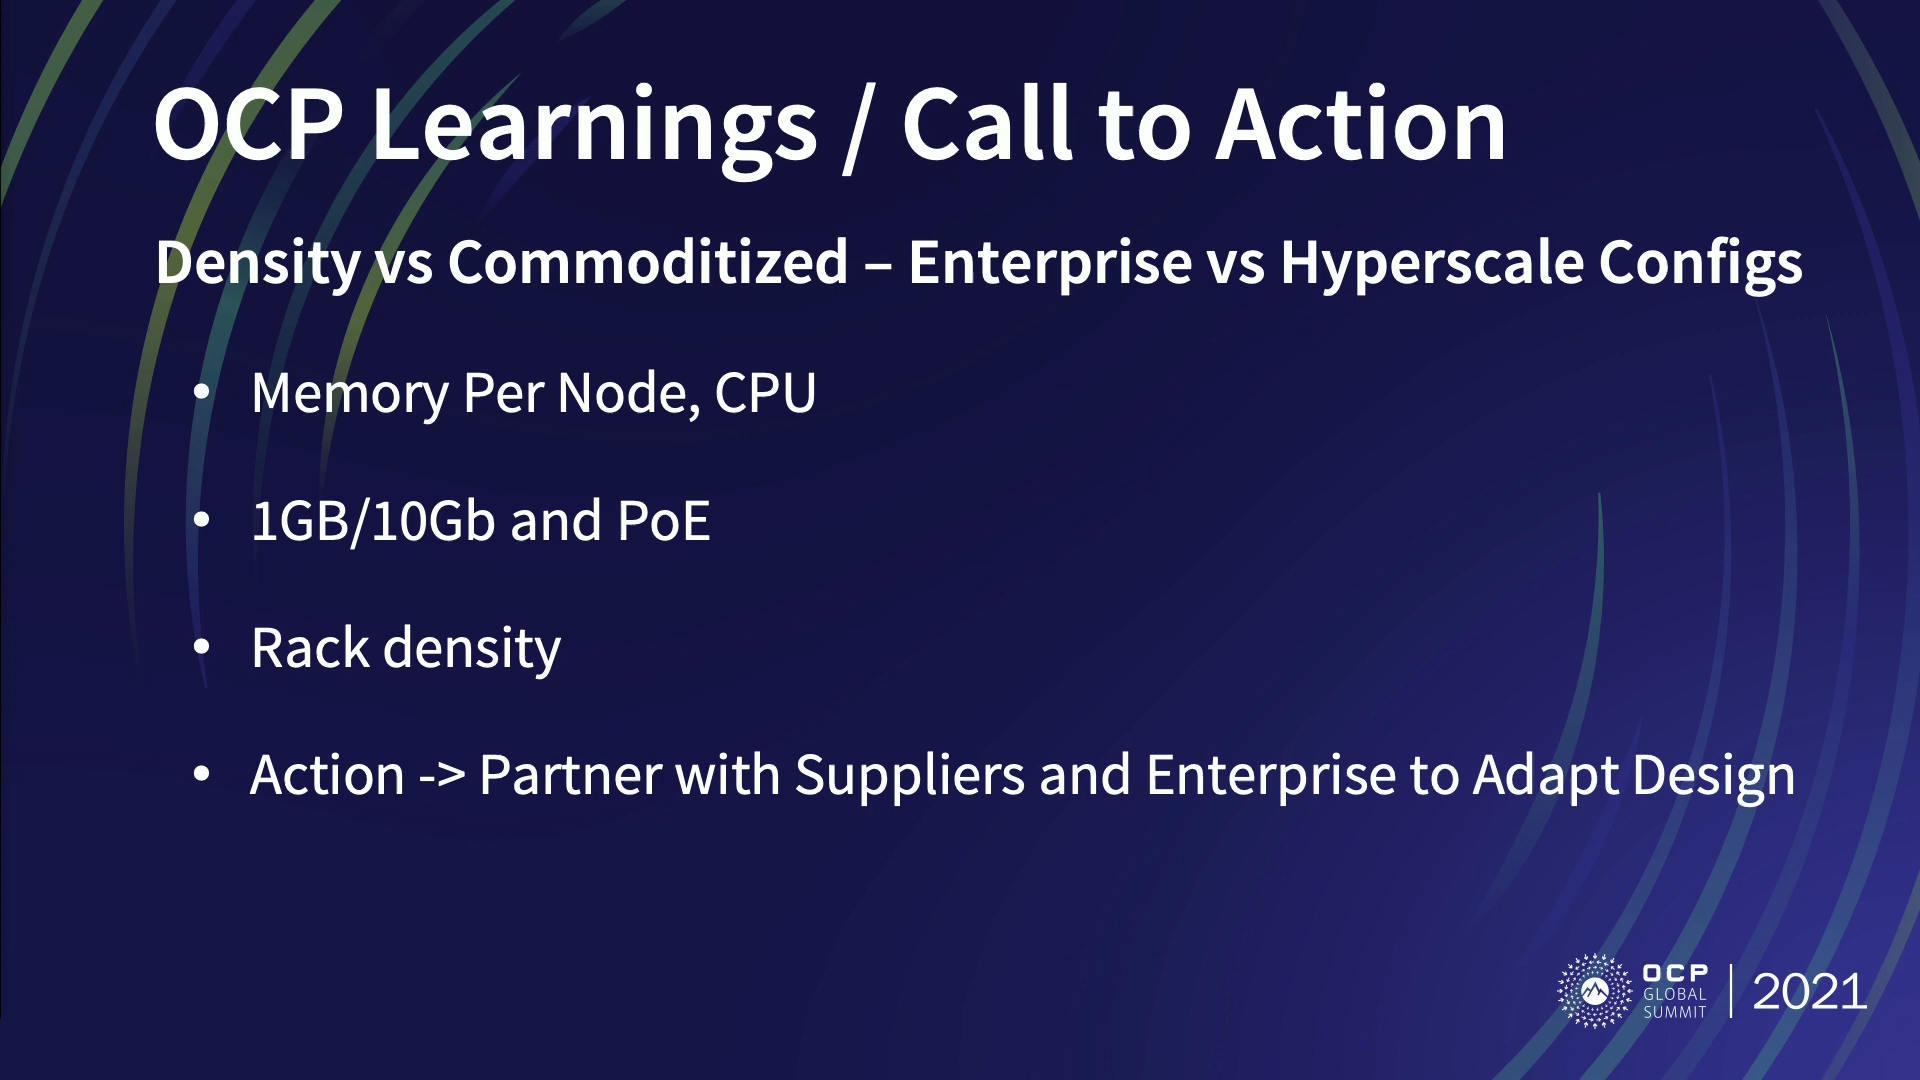 OCP Learnings / Call to Action
Density vs Commoditized – Enterprise vs Hyperscale Configs
• Memory Per Node, CPU
• 1GB/10Gb and PoE
• Rack density
• Action -> Partner with Suppliers and Enterprise to Adapt Design
OCP
GLOBAL
SUMMIT
2021